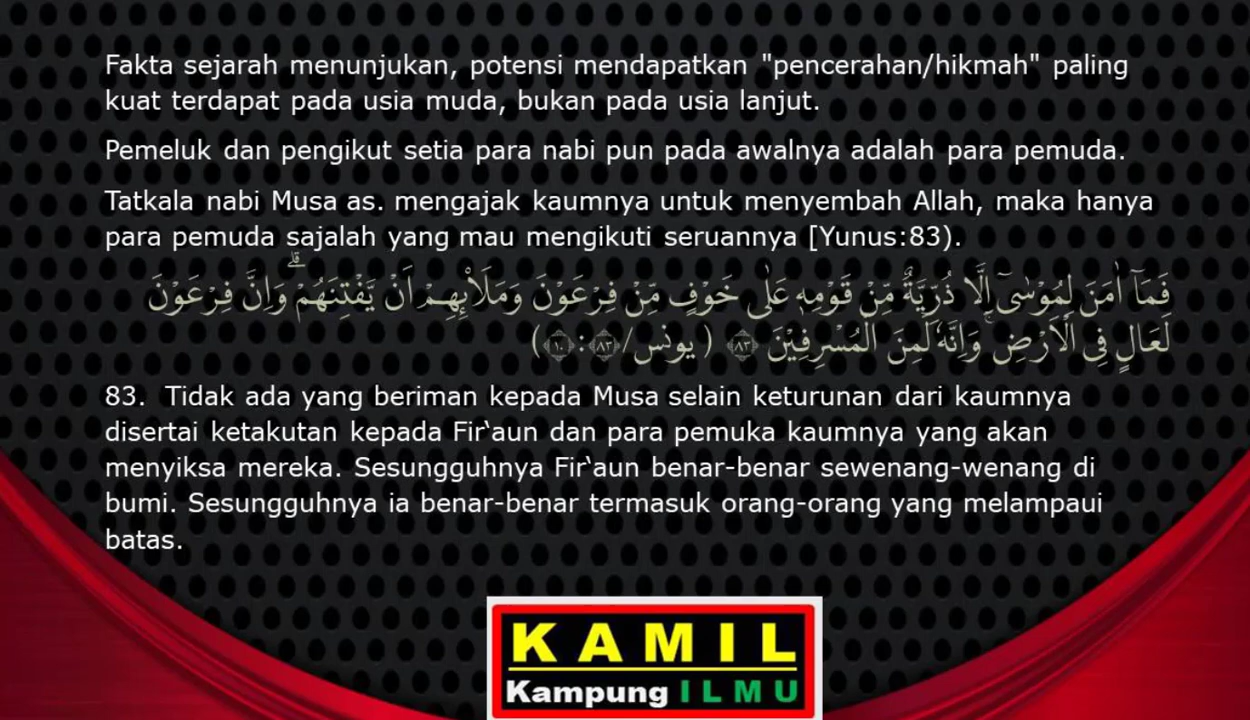 Fakta sejarah menunjukan, potensi mendapatkan "pencerahan/hikmah" paling
kuat terdapat pada usia muda, bukan pada usia lanjut.
Pemeluk dan pengikut setia para nabi pun pada awalnya adalah para pemuda.
Tatkala nabi Musa as. mengajak kaumnya untuk menyembah Allah, maka hanya
para pemuda sajalah yang mau mengikuti seruannya [Yunus:83).
فَمَآ اٰمَنَ لِمُوْسٰىٓ اِلَّا ذُرِّيَّةٌ مِّنْ قَوْمِهٖ عَلٰى خَوْفٍ مِّنْ فِرْعَوْنَ وَمَلَا۟ىِٕهِمْ اَنْ يَّفْتِنَهُمْ ۗ وَاِنَّ فِرْعَوْنَ
لَعَالٍ فِى الْاَرْضِۚ وَاِنَّهٗ لَمِنَ الْمُسْرِفِيْنَ ۝٨٣ ( يونس/١٠:٨٣)
83. Tidak ada yang beriman kepada Musa selain keturunan dari kaumnya
disertai ketakutan kepada Fir‛aun dan para pemuka kaumnya yang akan
menyiksa mereka. Sesungguhnya Fir‛aun benar-benar sewenang-wenang di
bumi. Sesungguhnya ia benar-benar termasuk orang-orang yang melampaui
batas.
KAMIL
Kampung ILMU